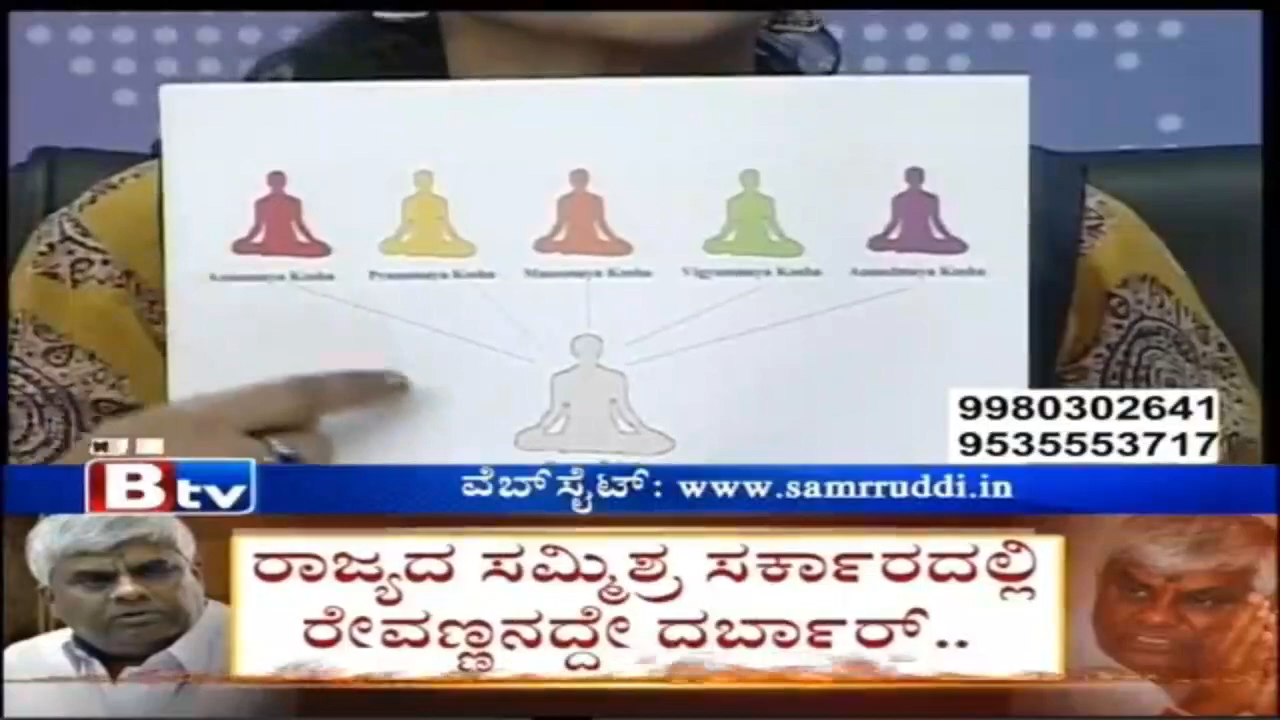 Annamaya Kosha Pranamaya Kosha Manomaya Kosha Vigyanmaya Kosha Anandmaya Kosha
9980302641
9535553717
Btv
ವೆಬ್‌ಸೈಟ್: www.samrruddi.in
ರಾಜ್ಯದ ಸಮ್ಮಿಶ್ರ ಸರ್ಕಾರದಲ್ಲಿ
ರೇವಣ್ಣನದ್ದೇ ದರ್ಬಾರ್..